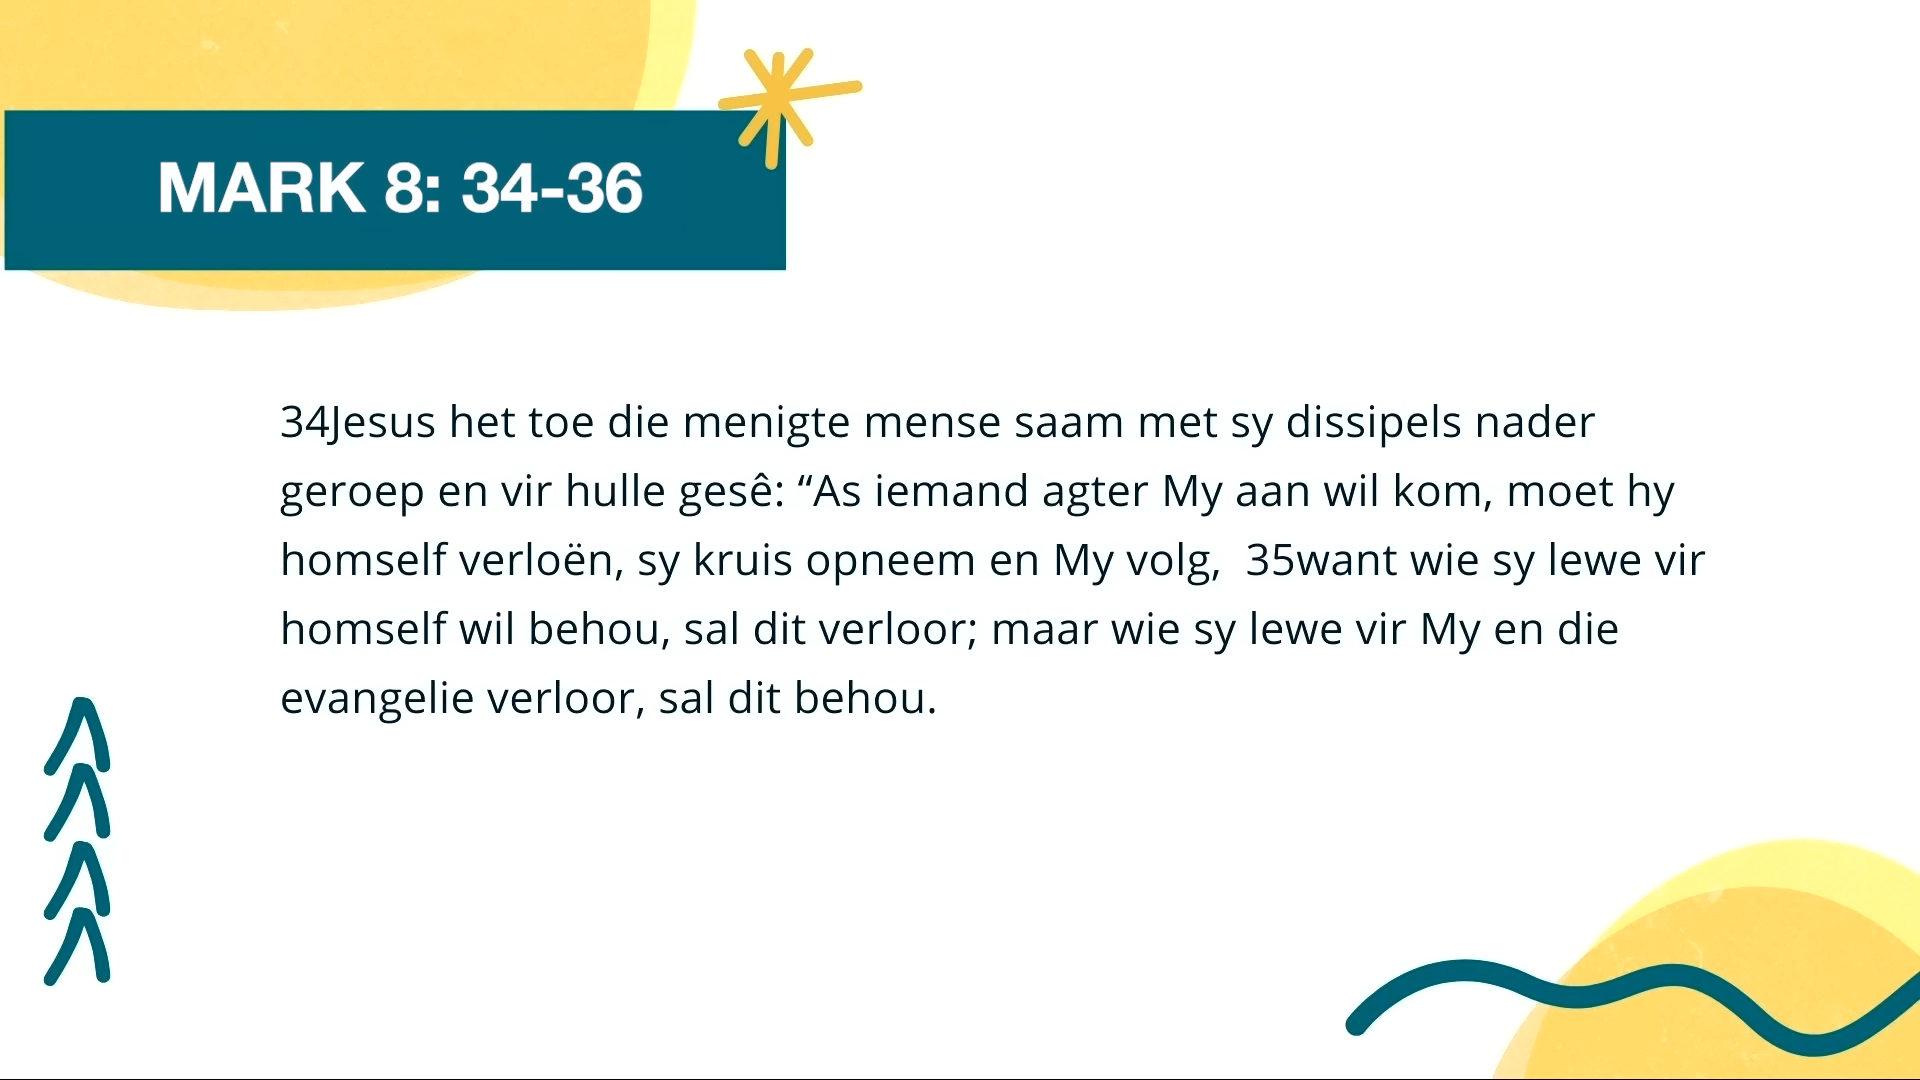 MARK 8: 34-36
34Jesus het toe die menigte mense saam met sy dissipels nader
geroep en vir hulle gesê: “As iemand agter My aan wil kom, moet hy
homself verloën, sy kruis opneem en My volg,  35want wie sy lewe vir
homself wil behou, sal dit verloor; maar wie sy lewe vir My en die
evangelie verloor, sal dit behou.